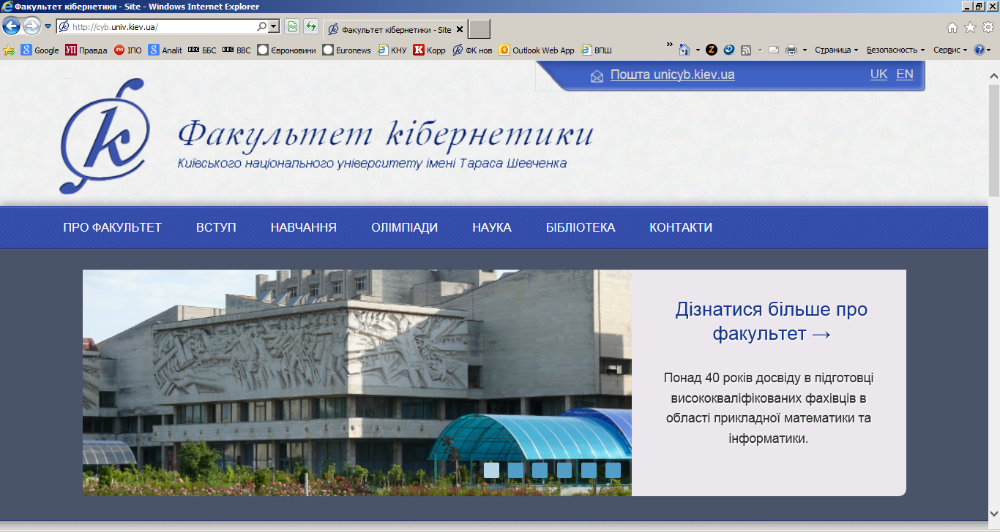 Факультет кібернетики - Site - Windows Internet Explorer
http://cyb.univ.kiev.ua/
Факультет кібернетики - Site
Google Правда ІПО Analit ББС BBC Євроновини Euronews КНУ Корр ФК нов Outlook Web App ВПШ
» Страница Безопасность Сервис
Пошта unicyb.kiev.ua UK EN
k
Факультет кібернетики
Київського національного університету імені Тараса Шевченка
ПРО ФАКУЛЬТЕТ ВСТУП НАВЧАННЯ ОЛІМПІАДИ НАУКА БІБЛІОТЕКА КОНТАКТИ
Дізнатися більше про
факультет →
Понад 40 років досвіду в підготовці
висококваліфікованих фахівців в
області прикладної математики та
інформатики.